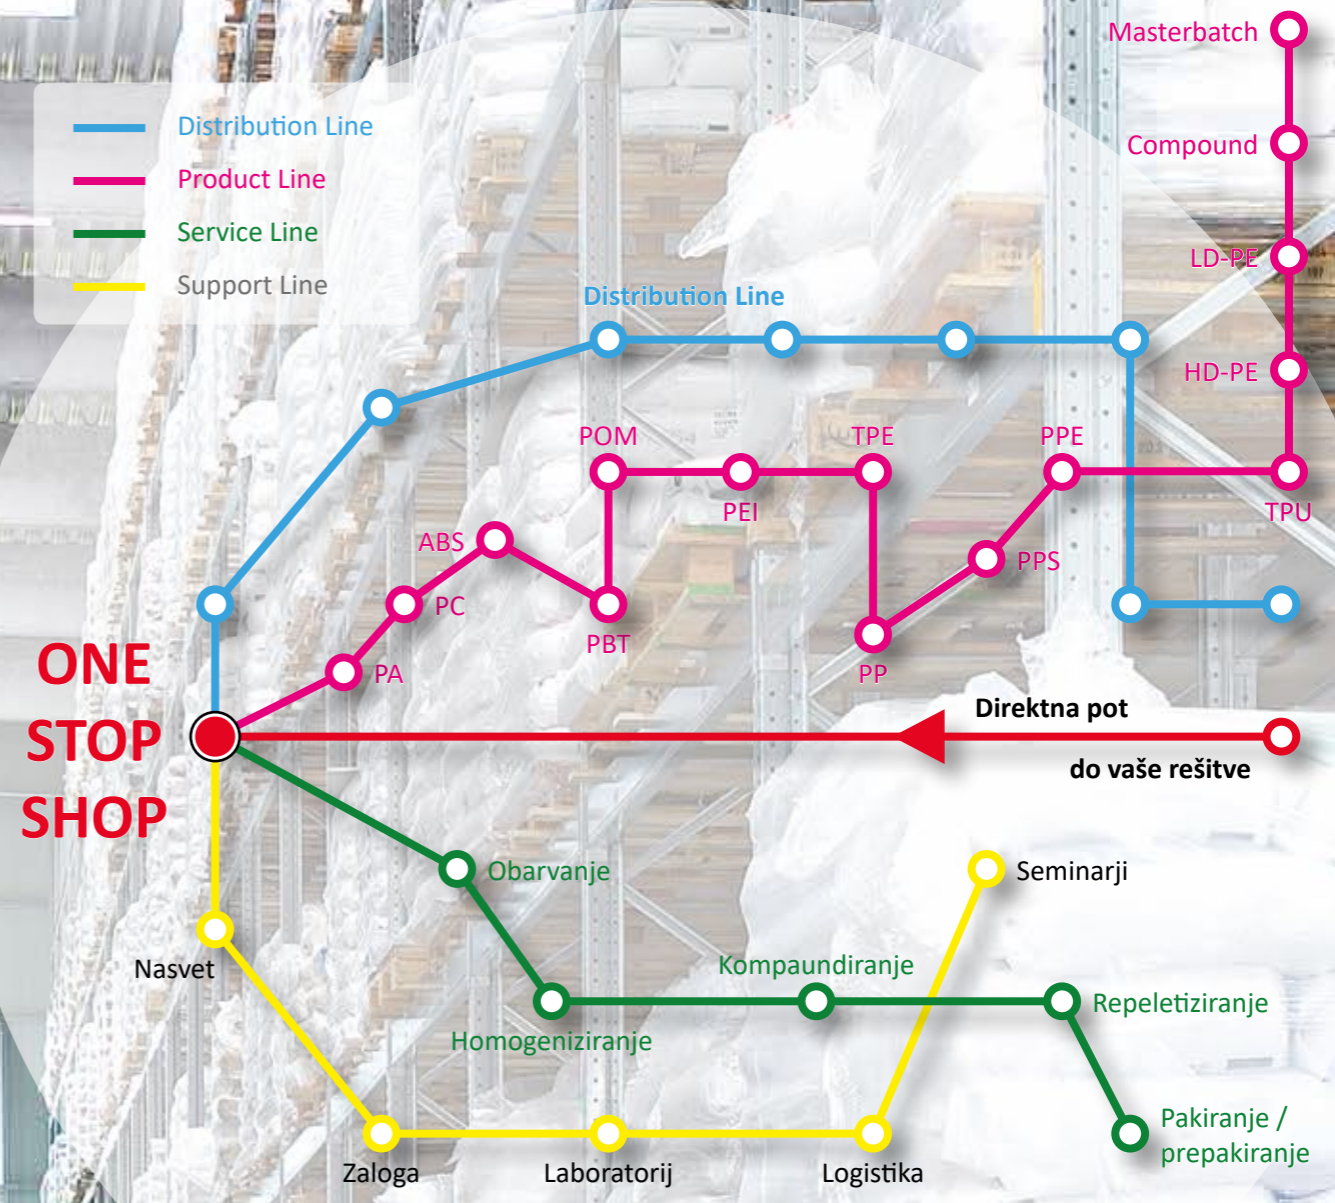 Masterbatch
Compound
LD-PE
HD-PE
Distribution Line
Product Line
Service Line
Support Line
Distribution Line
POM
TPE
PPE
PEI
TPU
ABS
PPS
PC
PBT
PA
PP
ONE
STOP
SHOP
Direktna pot
do vaše rešitve
Obarvanje
Seminarji
Nasvet
Kompaundiranje
Repeletiziranje
Homogeniziranje
Pakiranje /
prepakiranje
Zaloga
Laboratorij
Logistika